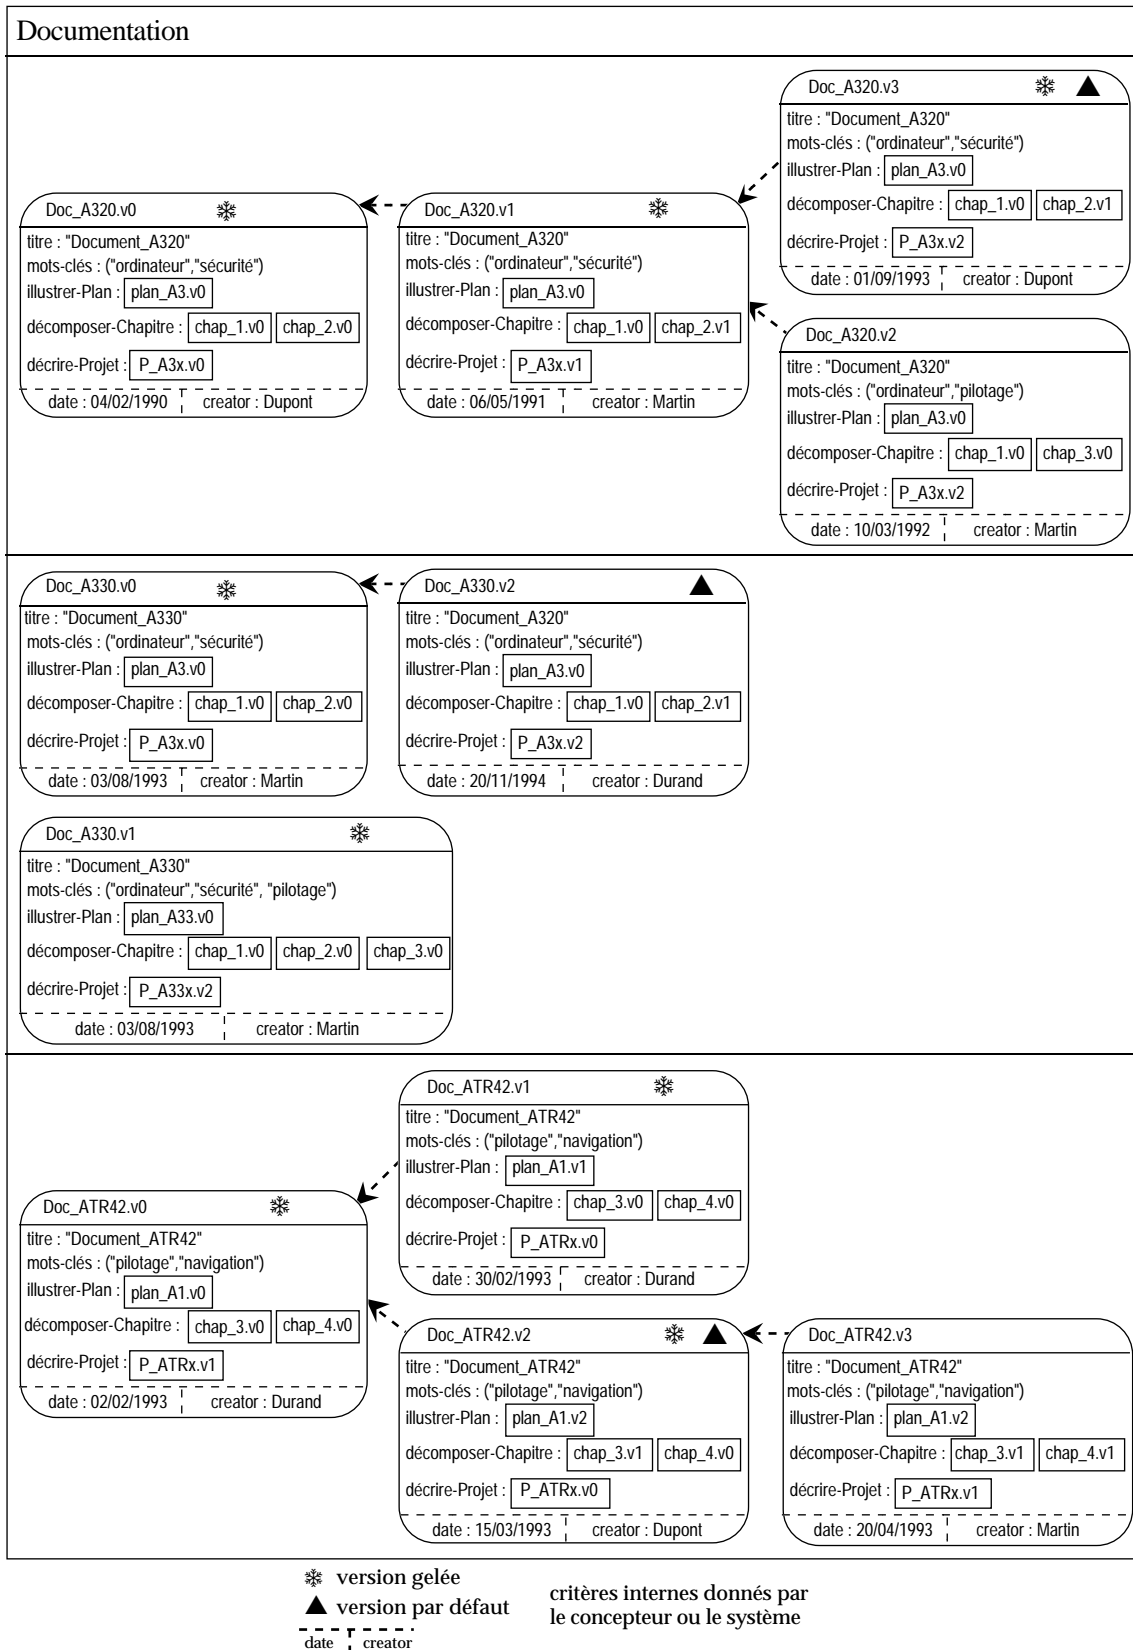 Documentation
Doc_A320.v3
titre : "Document_A320"
mots-clés : ("ordinateur","sécurité")
illustrer-Plan : plan_A3.v0
décomposer-Chapitre : chap_1.v0 chap_2.v1
décrire-Projet : P_A3x.v2
date : 01/09/1993 creator : Dupont
Doc_A320.v0
titre : "Document_A320"
mots-clés : ("ordinateur","sécurité")
illustrer-Plan : plan_A3.v0
décomposer-Chapitre : chap_1.v0 chap_2.v0
décrire-Projet : P_A3x.v0
date : 04/02/1990 creator : Dupont
Doc_A320.v1
titre : "Document_A320"
mots-clés : ("ordinateur","sécurité")
illustrer-Plan : plan_A3.v0
décomposer-Chapitre : chap_1.v0 chap_2.v1
décrire-Projet : P_A3x.v1
date : 06/05/1991 creator : Martin
Doc_A320.v2
titre : "Document_A320"
mots-clés : ("ordinateur","pilotage")
illustrer-Plan : plan_A3.v0
décomposer-Chapitre : chap_1.v0 chap_3.v0
décrire-Projet : P_A3x.v2
date : 10/03/1992 creator : Martin
Doc_A330.v0
titre : "Document_A330"
mots-clés : ("ordinateur","sécurité")
illustrer-Plan : plan_A3.v0
décomposer-Chapitre : chap_1.v0 chap_2.v0
décrire-Projet : P_A3x.v0
date : 03/08/1993 creator : Martin
Doc_A330.v2
titre : "Document_A320"
mots-clés : ("ordinateur","sécurité")
illustrer-Plan : plan_A3.v0
décomposer-Chapitre : chap_1.v0 chap_2.v1
décrire-Projet : P_A3x.v2
date : 20/11/1994 creator : Durand
Doc_A330.v1
titre : "Document_A330"
mots-clés : ("ordinateur","sécurité", "pilotage")
illustrer-Plan : plan_A33.v0
décomposer-Chapitre : chap_1.v0 chap_2.v0 chap_3.v0
décrire-Projet : P_A33x.v2
date : 03/08/1993 creator : Martin
Doc_ATR42.v1
titre : "Document_ATR42"
mots-clés : ("pilotage","navigation")
illustrer-Plan : plan_A1.v1
décomposer-Chapitre : chap_3.v0 chap_4.v0
décrire-Projet : P_ATRx.v0
date : 30/02/1993 creator : Durand
Doc_ATR42.v0
titre : "Document_ATR42"
mots-clés : ("pilotage","navigation")
illustrer-Plan : plan_A1.v0
décomposer-Chapitre : chap_3.v0 chap_4.v0
décrire-Projet : P_ATRx.v1
date : 02/02/1993 creator : Durand
Doc_ATR42.v2
titre : "Document_ATR42"
mots-clés : ("pilotage","navigation")
illustrer-Plan : plan_A1.v2
décomposer-Chapitre : chap_3.v1 chap_4.v0
décrire-Projet : P_ATRx.v0
date : 15/03/1993 creator : Dupont
Doc_ATR42.v3
titre : "Document_ATR42"
mots-clés : ("pilotage","navigation")
illustrer-Plan : plan_A1.v2
décomposer-Chapitre : chap_3.v1 chap_4.v1
décrire-Projet : P_ATRx.v1
date : 20/04/1993 creator : Martin
version gelée
version par défaut
date creator
critères internes donnés par
le concepteur ou le système